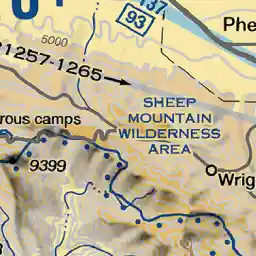 137
93
Phe
5000
1257-1265
SHEEP
MOUNTAIN
WILDERNESS
AREA
rous camps
9399
Wrig